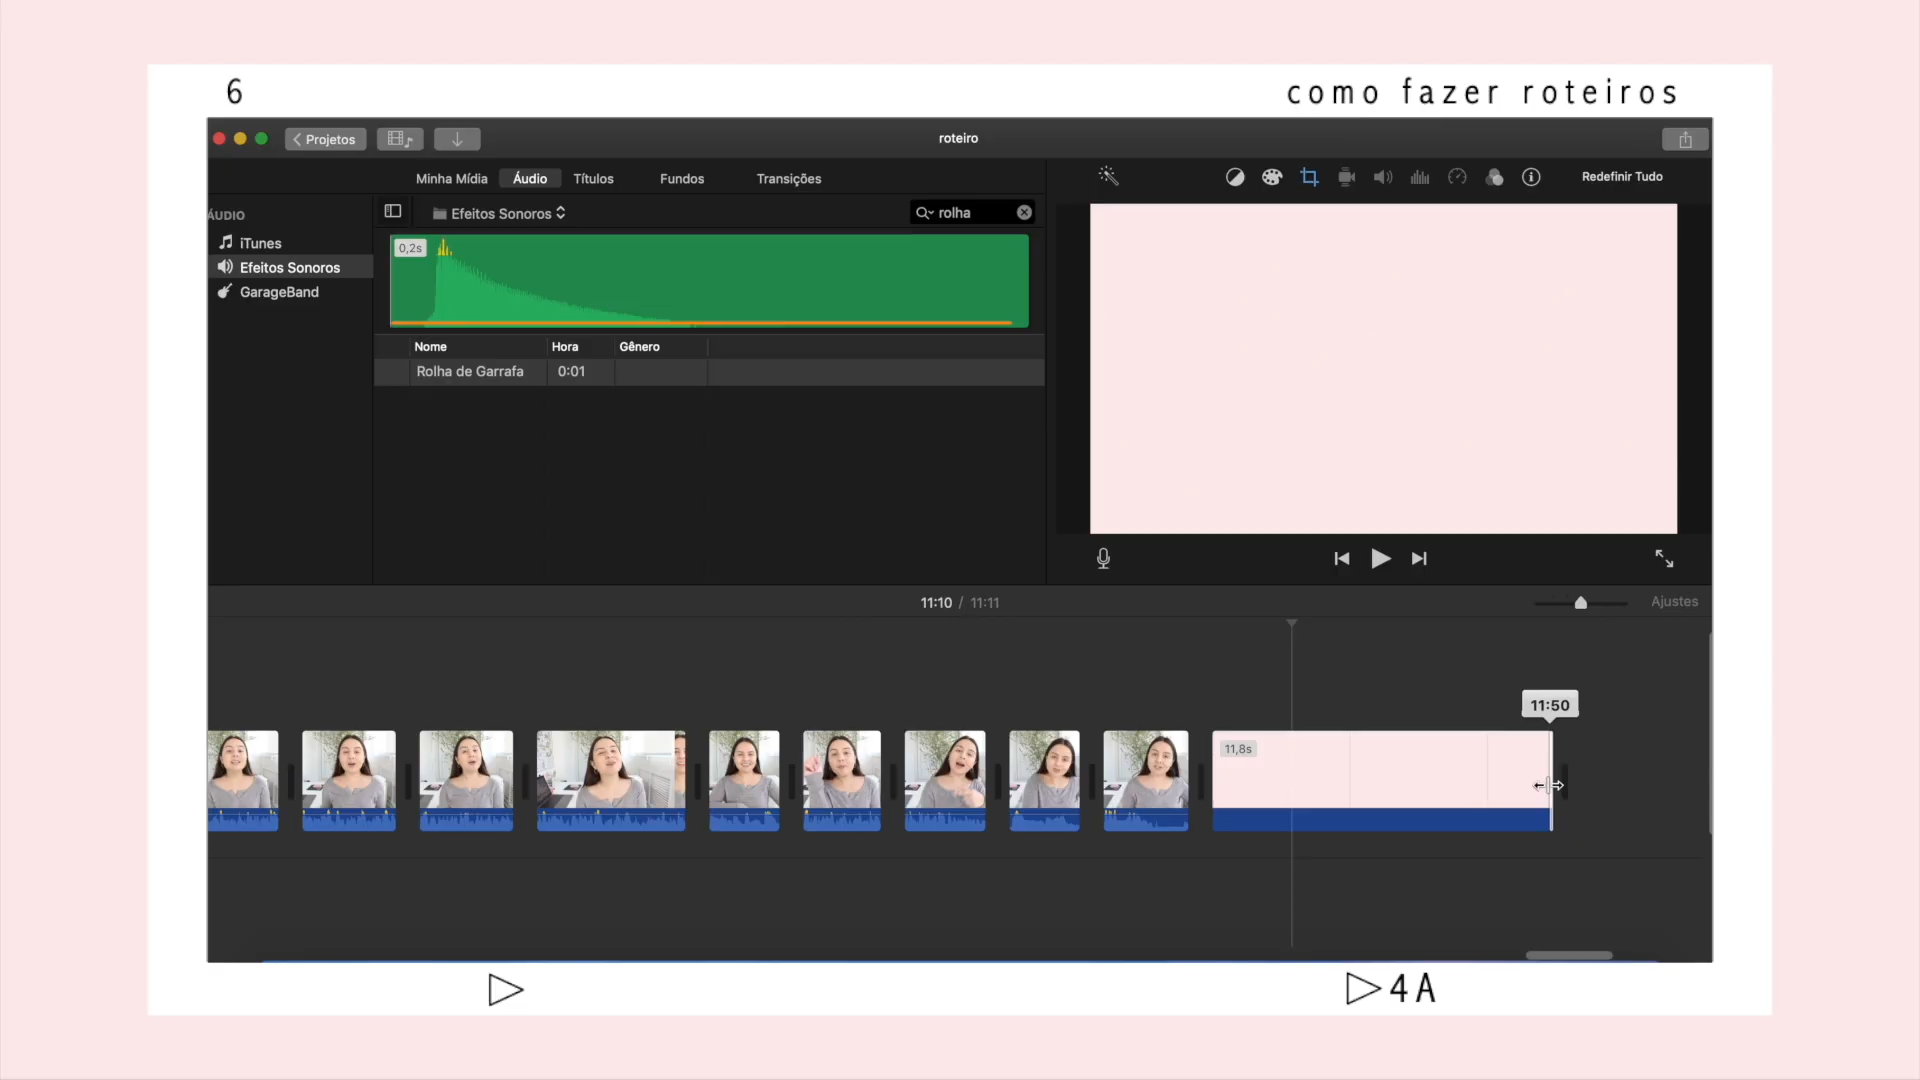 6
como fazer roteiros
Projetos
roteiro
Minha Mídia
Áudio
Títulos
Fundos
Transições
Redefinir Tudo
ÁUDIO
iTunes
Efeitos Sonoros
GarageBand
Efeitos Sonoros
rolha
0,2s
Nome
Hora
Gênero
Rolha de Garrafa
0:01
11:10 / 11:11
Ajustes
11:50
11,8s
4A